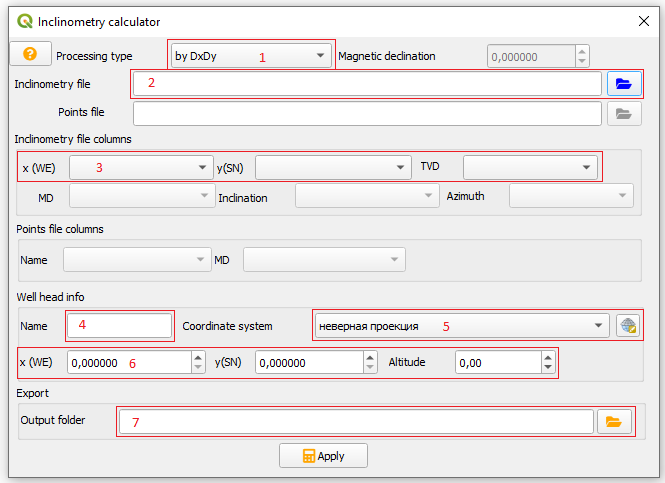 Inclinometry calculator
Processing type by DxDy 1 Magnetic declination 0,000000
Inclinometry file 2
Points file
Inclinometry file columns
x (WE) 3 y(SN) TVD
MD Inclination Azimuth
Points file columns
Name MD
Well head info
Name 4 Coordinate system неверная проекция 5
x (WE) 0,000000 6 y(SN) 0,000000 Altitude 0,00
Export
Output folder 7
Apply